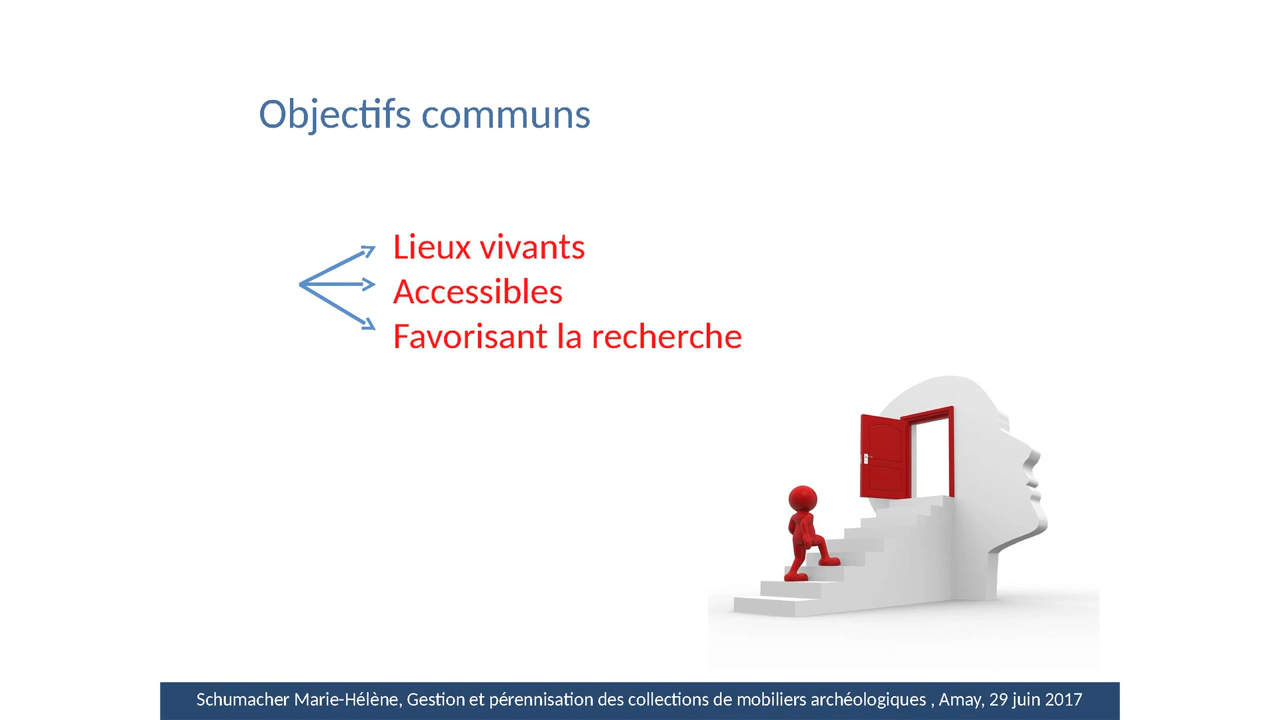 Objectifs communs
Lieux vivants
Accessibles
Favorisant la recherche
Schumacher Marie-Hélène, Gestion et pérennisation des collections de mobiliers archéologiques , Amay, 29 juin 2017